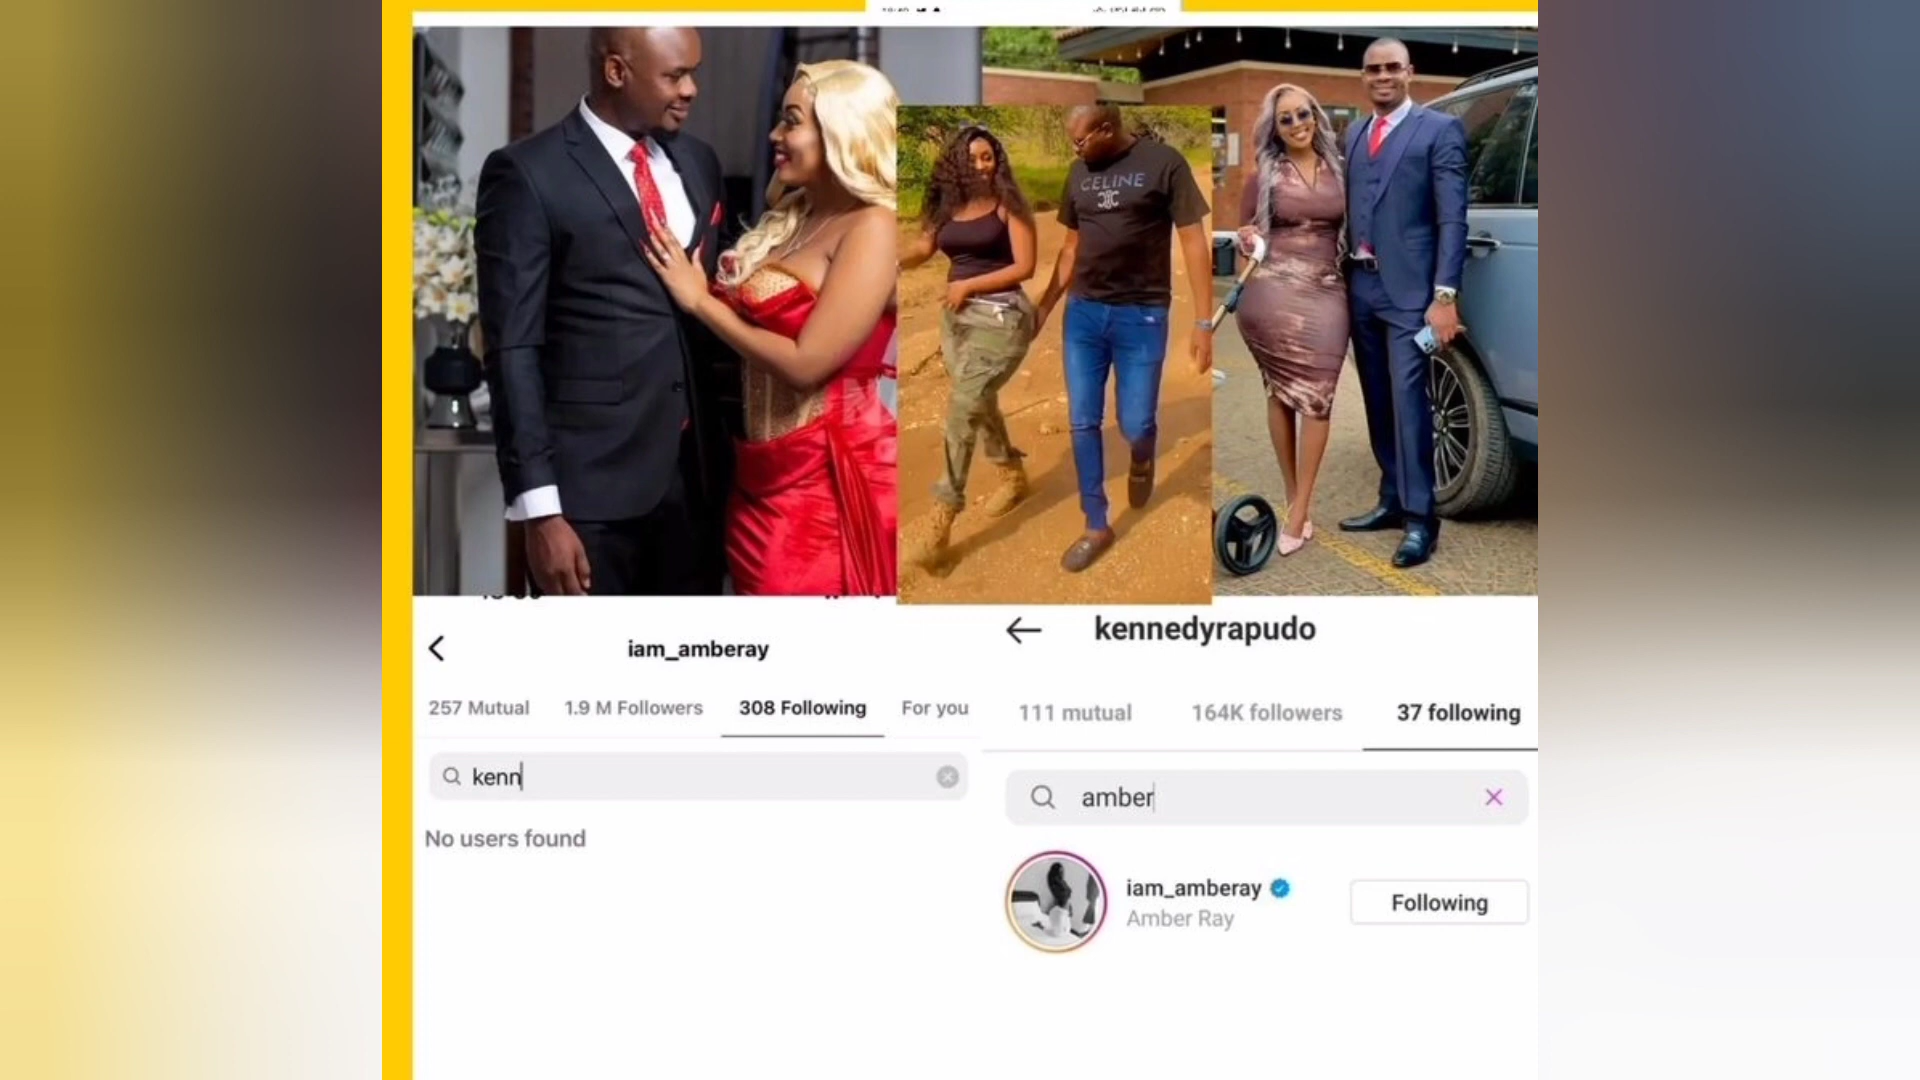 CELINE
iam_amberay
257 Mutual 1.9 M Followers 308 Following For you
kenn
No users found
kennedyrapudo
111 mutual 164K followers 37 following
amber
iam_amberay
Amber Ray
Following